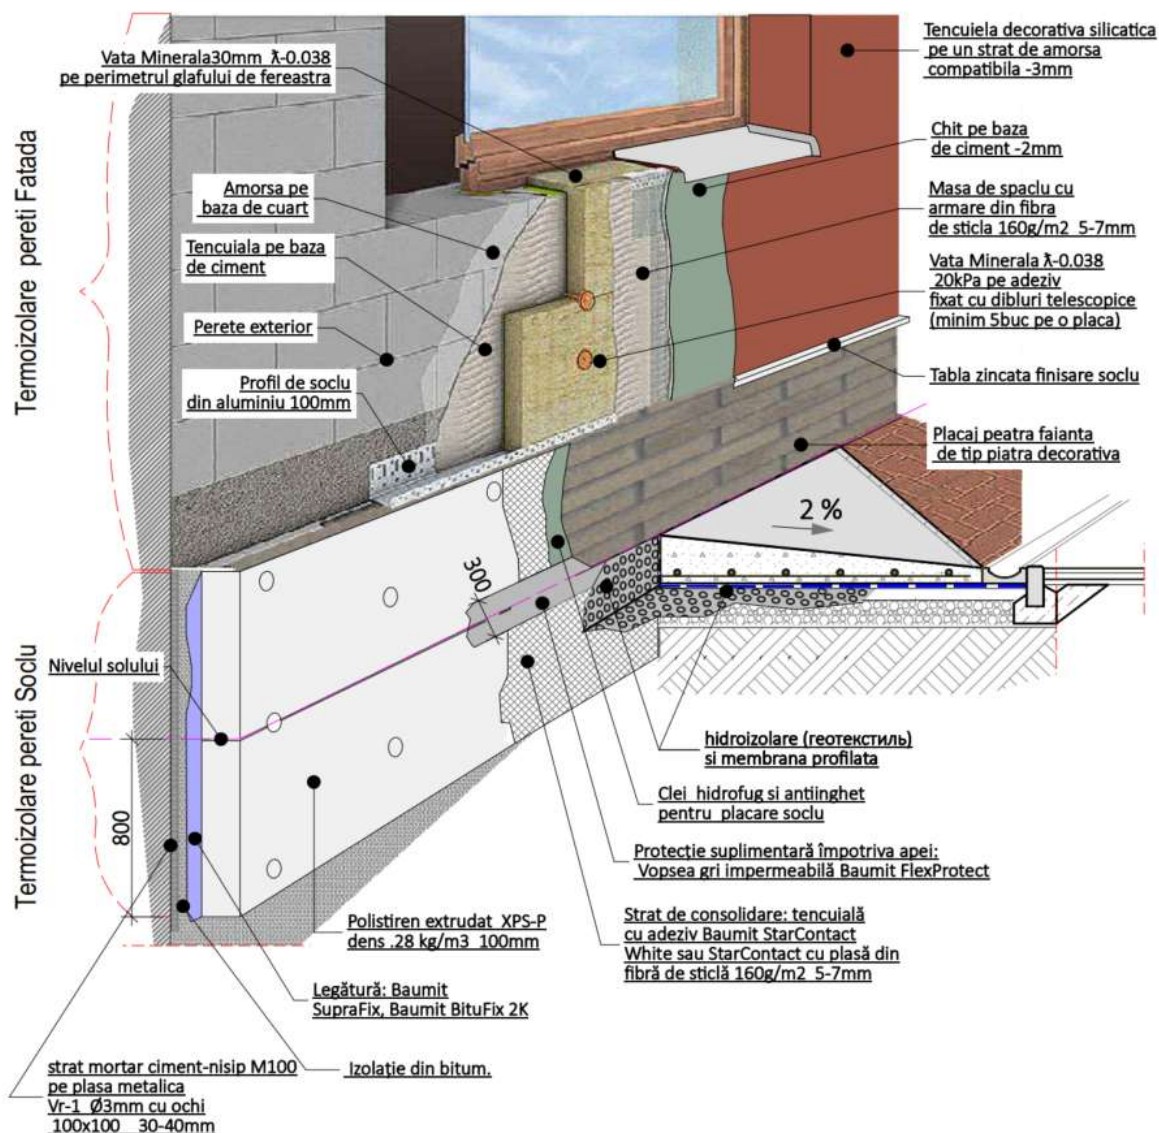 Vata Minerala30mm ƛ-0.038
pe perimetrul glafului de fereastra
Amorsa pe
baza de cuart
Tencuiala pe baza
de ciment
Perete exterior
Profil de soclu
din aluminiu 100mm
Tencuiela decorativa silicatica
pe un strat de amorsa
compatibila -3mm
Chit pe baza
de ciment -2mm
Masa de spaclu cu
armare din fibra
de sticla 160g/m2 5-7mm
Vata Minerala ƛ-0.038
20kPa pe adeziv
fixat cu dibluri telescopice
(minim 5buc pe o placa)
Tabla zincata finisare soclu
Placaj peatra faianta
de tip piatra decorativa
Termoizolare pereti Fatada
2 %
300
Termoizolare pereti Soclu
Nivelul solului
800
hidroizolare (геотекстиль)
si membrana profilata
Clei hidrofug si antiinghet
pentru placare soclu
Protecție suplimentară împotriva apei:
Vopsea gri impermeabilă Baumit FlexProtect
Strat de consolidare: tencuială
cu adeziv Baumit StarContact
White sau StarContact cu plasă din
fibră de sticlă 160g/m2 5-7mm
Polistiren extrudat XPS-P
dens .28 kg/m3 100mm
Legătură: Baumit
SupraFix, Baumit BituFix 2K
Izolație din bitum.
strat mortar ciment-nisip M100
pe plasa metalica
Vr-1 Ø3mm cu ochi
100x100 30-40mm